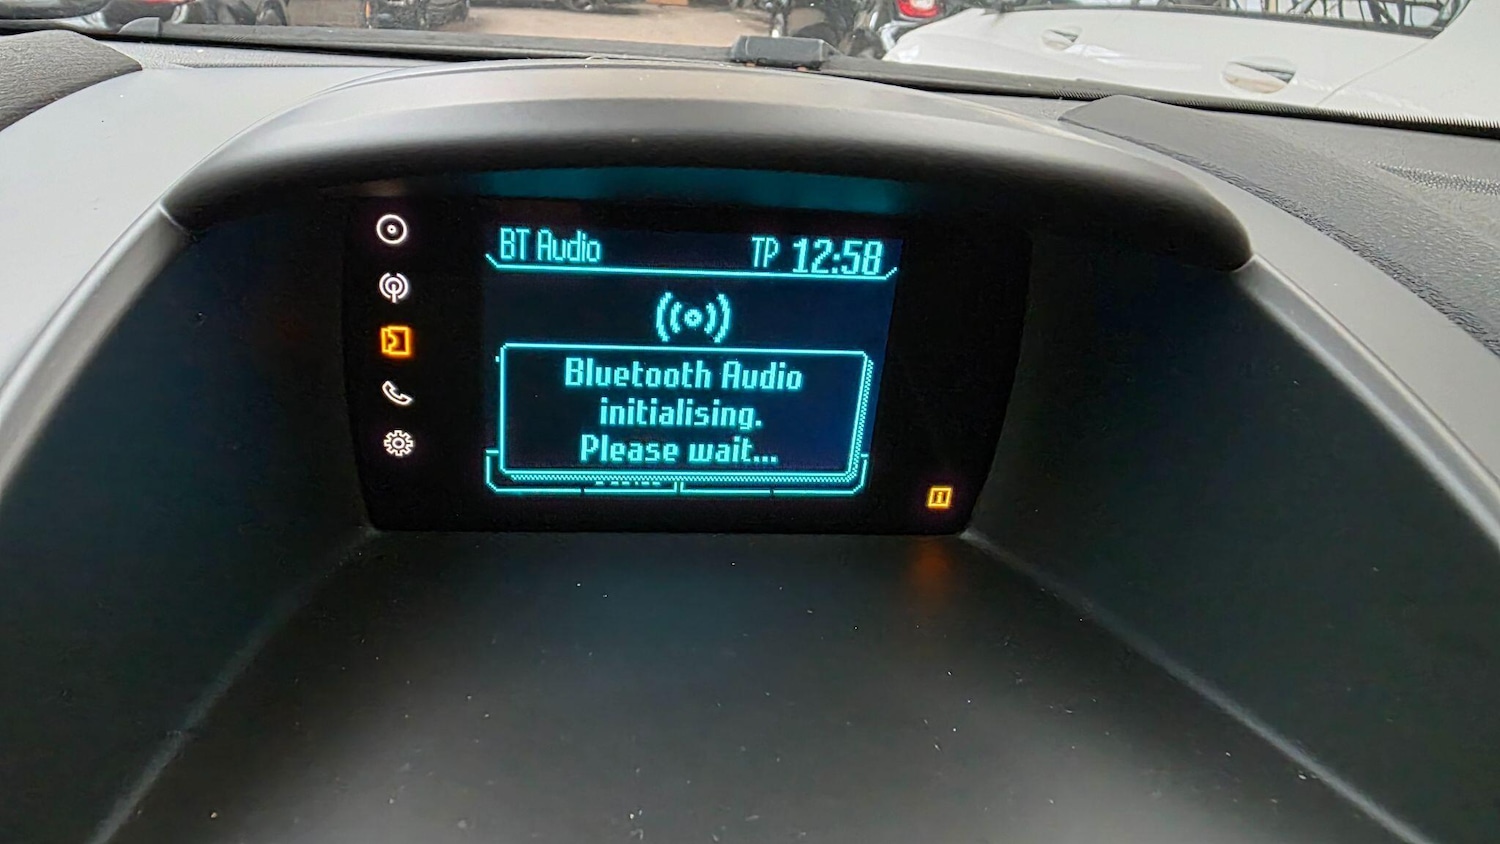 BT Audio TP 12:58
Bluetooth Audio
initialising.
Please wait...